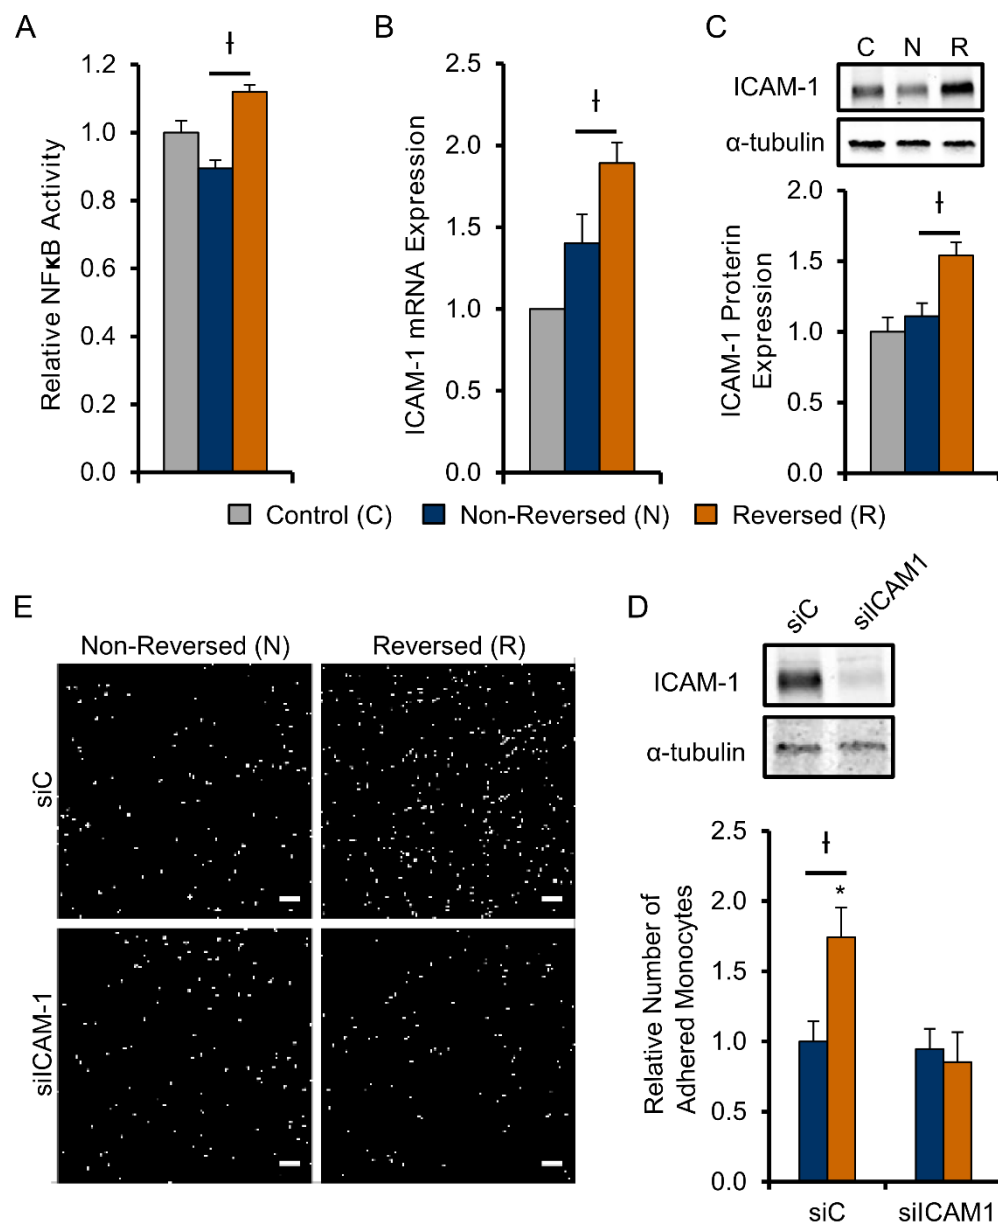 A
Relative NFκB Activity
1.2
1.0
0.8
0.6
0.4
0.2
0.0
ƚ
B
ICAM-1 mRNA Expression
2.5
2.0
1.5
1.0
0.5
0.0
ƚ
C
C N R
ICAM-1
α-tubulin
ICAM-1 Proterin
Expression
2.0
1.5
1.0
0.5
0.0
ƚ
Control (C) Non-Reversed (N) Reversed (R)
E
Non-Reversed (N) Reversed (R)
siC
siICAM-1
D
siC siICAM1
ICAM-1
α-tubulin
Relative Number of
Adhered Monocytes
2.5
2.0
1.5
1.0
0.5
0.0
ƚ
*
siC siICAM1